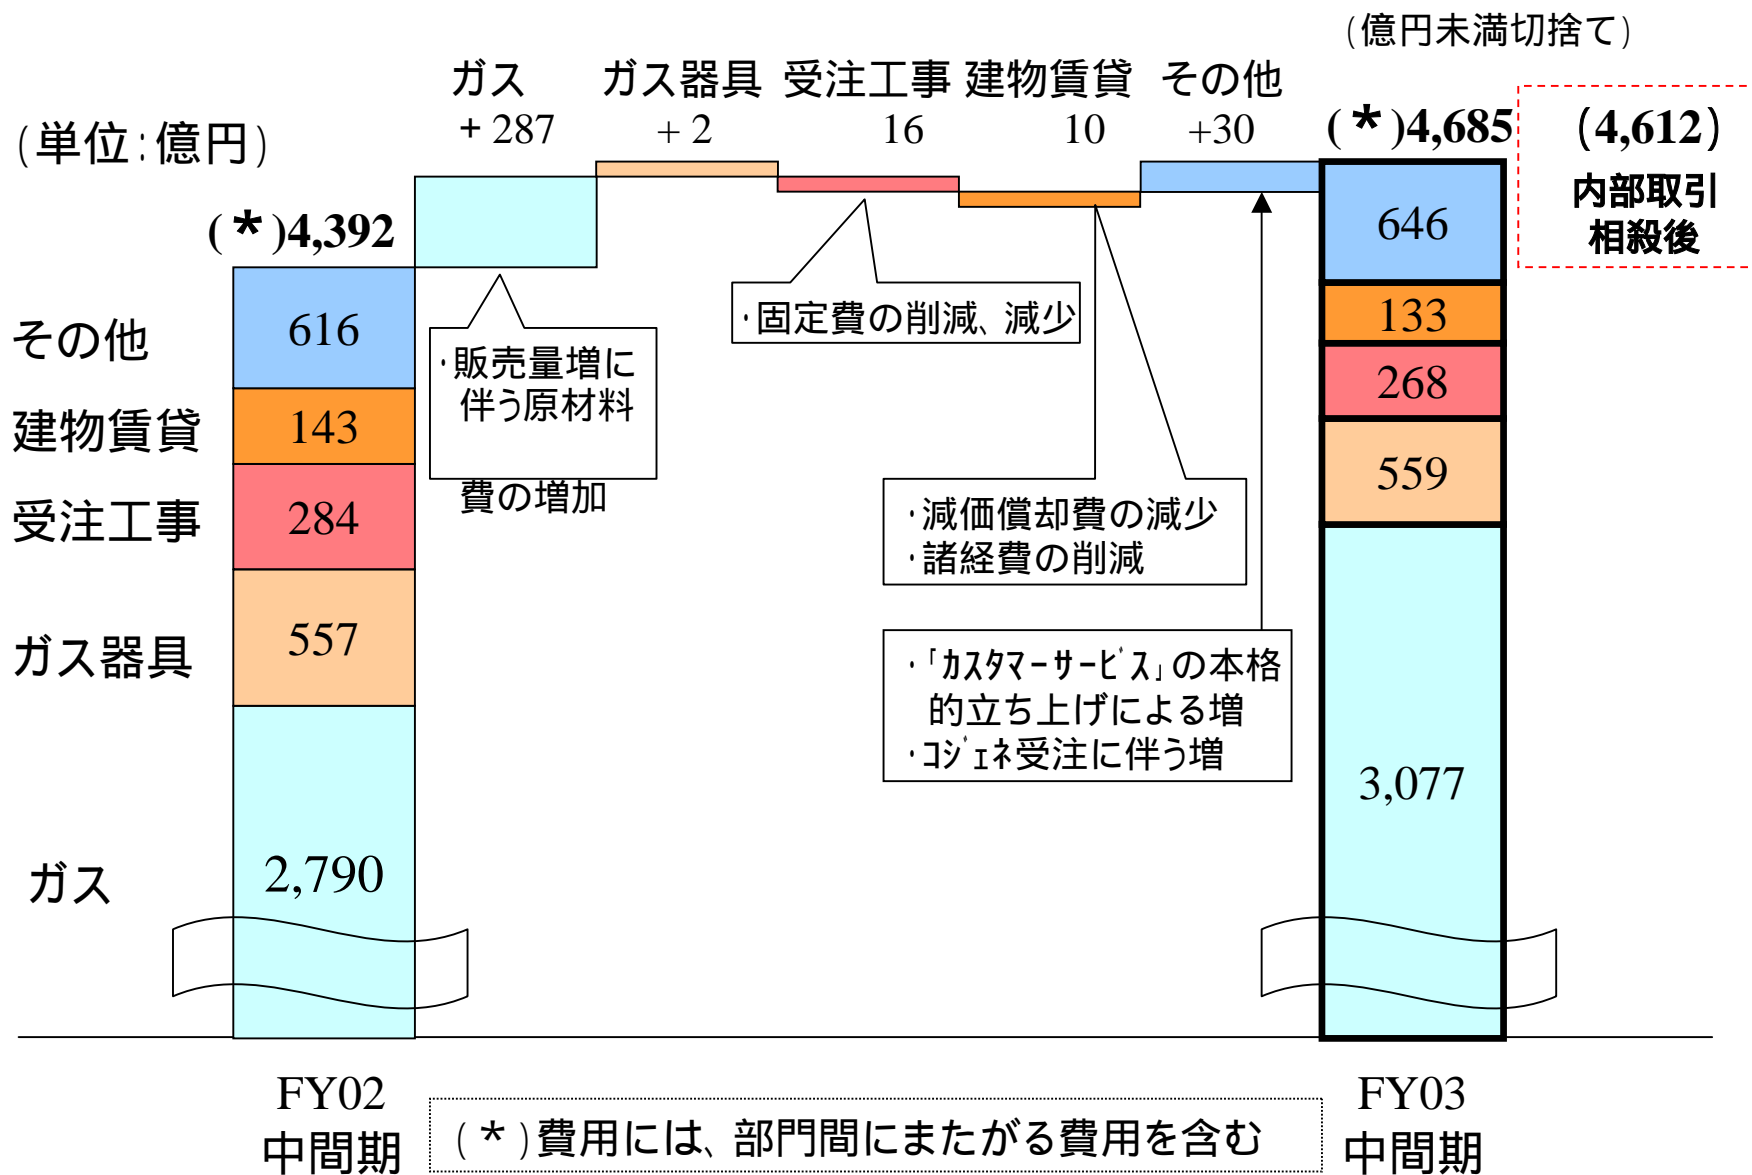 (億円未満切捨て)
ガス ガス器具 受注工事 建物賃貸 その他
+287 +2 16 10 +30
(単位:億円)
(*)4,685
(4,612)
内部取引
相殺後
(*)4,392
その他
616
建物賃貸
143
受注工事
284
ガス器具
557
ガス
2,790
・販売量増に
伴う原材料
費の増加
・固定費の削減、減少
・減価償却費の減少
・諸経費の削減
・「カスタマーサービス」の本格
的立ち上げによる増
・コジェネ受注に伴う増
646
133
268
559
3,077
FY02
中間期
(*)費用には、部門間にまたがる費用を含む
FY03
中間期